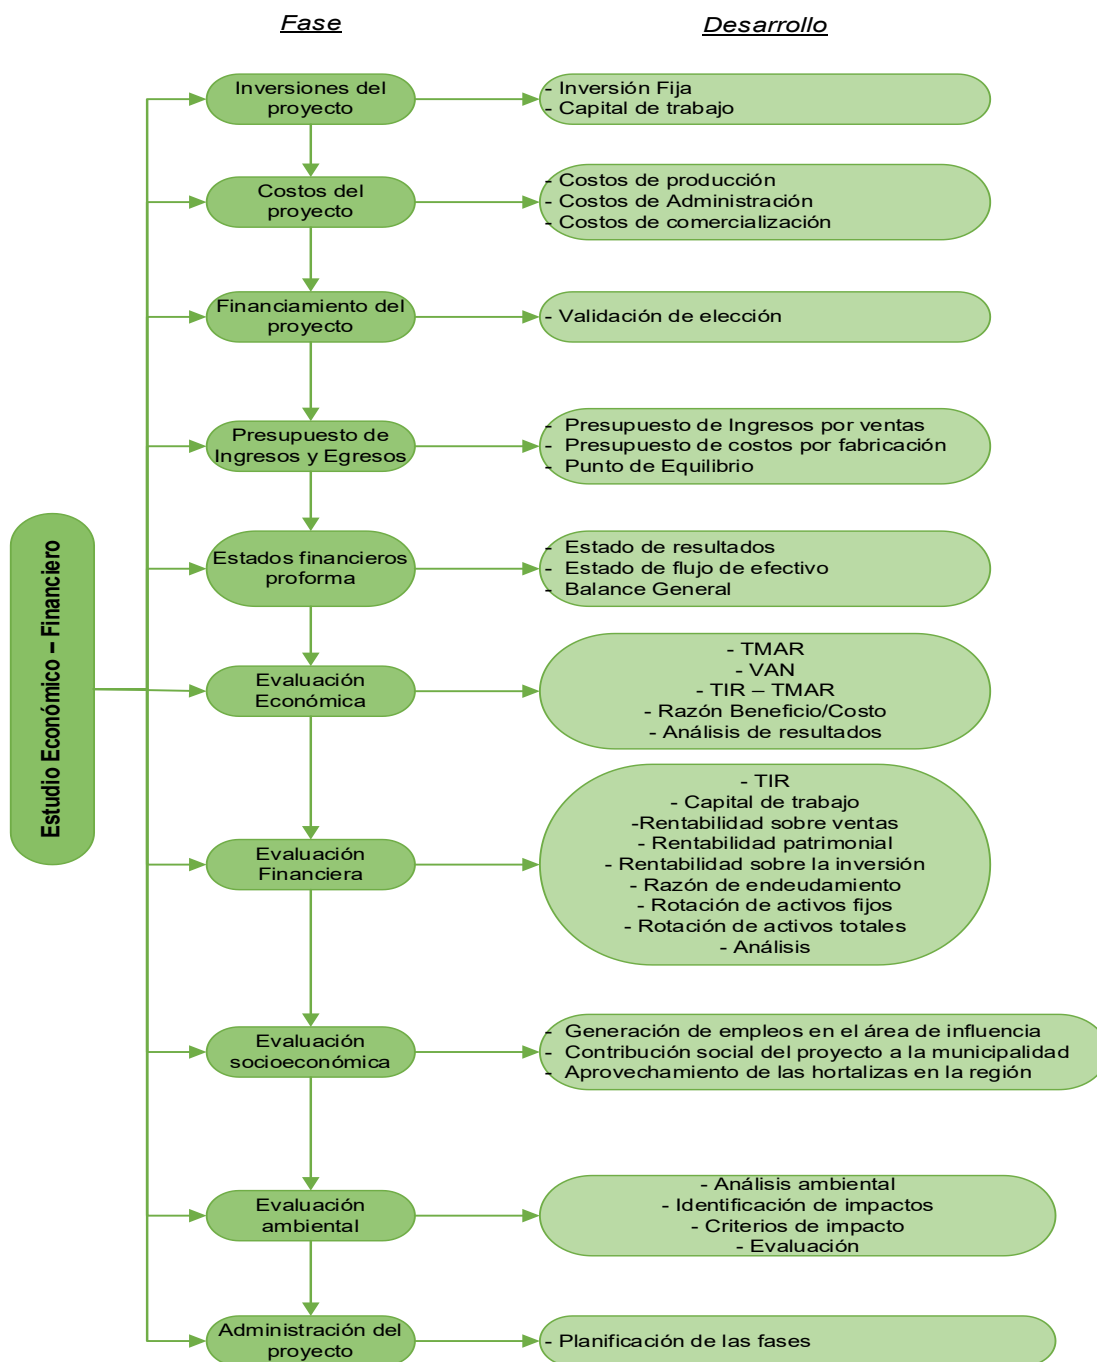 Fase
Desarrollo
Estudio Económico – Financiero
Inversiones del
proyecto
- Inversión Fija
- Capital de trabajo
Costos del
proyecto
- Costos de producción
- Costos de Administración
- Costos de comercialización
Financiamiento del
proyecto
- Validación de elección
Presupuesto de
Ingresos y Egresos
- Presupuesto de Ingresos por ventas
- Presupuesto de costos por fabricación
- Punto de Equilibrio
Estados financieros
proforma
- Estado de resultados
- Estado de flujo de efectivo
- Balance General
Evaluación
Económica
- TMAR
- VAN
- TIR – TMAR
- Razón Beneficio/Costo
- Análisis de resultados
Evaluación
Financiera
- TIR
- Capital de trabajo
-Rentabilidad sobre ventas
- Rentabilidad patrimonial
- Rentabilidad sobre la inversión
- Razón de endeudamiento
- Rotación de activos fijos
- Rotación de activos totales
- Análisis
Evaluación
socioeconómica
- Generación de empleos en el área de influencia
- Contribución social del proyecto a la municipalidad
- Aprovechamiento de las hortalizas en la región
Evaluación
ambiental
- Análisis ambiental
- Identificación de impactos
- Criterios de impacto
- Evaluación
Administración del
proyecto
- Planificación de las fases